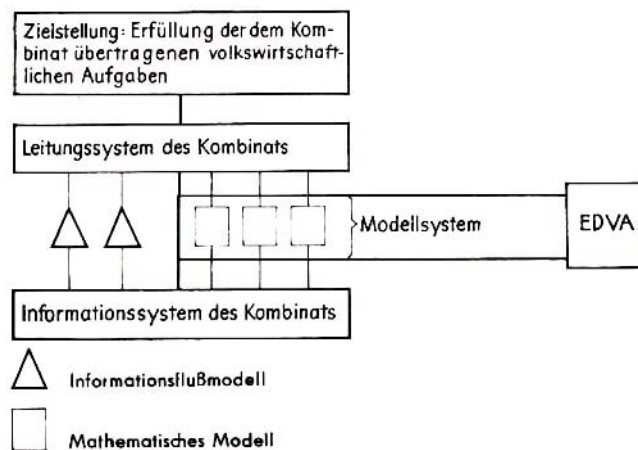 Zielstellung: Erfüllung der dem Kom-
binat übertragenen volkswirtschaft-
lichen Aufgaben
Leitungssystem des Kombinats
Modellsystem
EDVA
Informationssystem des Kombinats
Informationsflußmodell
Mathematisches Modell